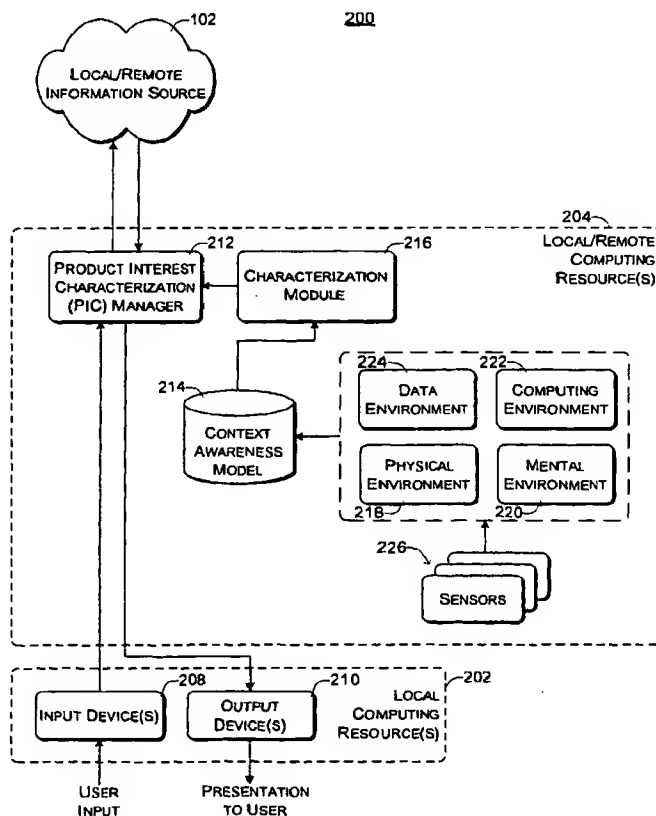 102
200
LOCAL/REMOTE
INFORMATION SOURCE
204
LOCAL/REMOTE
COMPUTING
RESOURCE(S)
212
PRODUCT INTEREST
CHARACTERIZATION
(PIC) MANAGER
216
CHARACTERIZATION
MODULE
214
CONTEXT
AWARENESS
MODEL
224
DATA
ENVIRONMENT
222
COMPUTING
ENVIRONMENT
PHYSICAL
ENVIRONMENT
218
MENTAL
ENVIRONMENT
220
226
SENSORS
208
INPUT DEVICE(S)
210
OUTPUT
DEVICE(S)
202
LOCAL
COMPUTING
RESOURCE(S)
USER
INPUT
PRESENTATION
TO USER